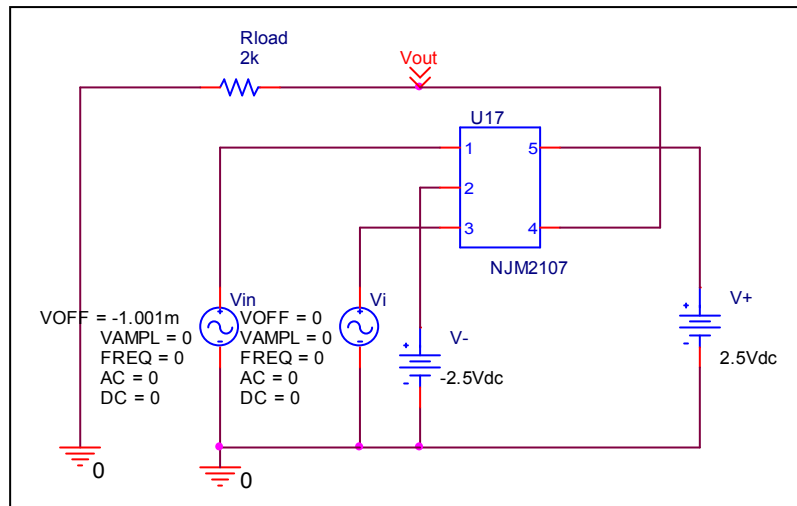 Rload
2k
Vout
U17
1
5
2
3
4
NJM2107
Vin
VOFF = -1.001m
VAMPL = 0
FREQ = 0
AC = 0
DC = 0
Vi
VOFF = 0
VAMPL = 0
FREQ = 0
AC = 0
DC = 0
V-
-2.5Vdc
V+
2.5Vdc
0
0